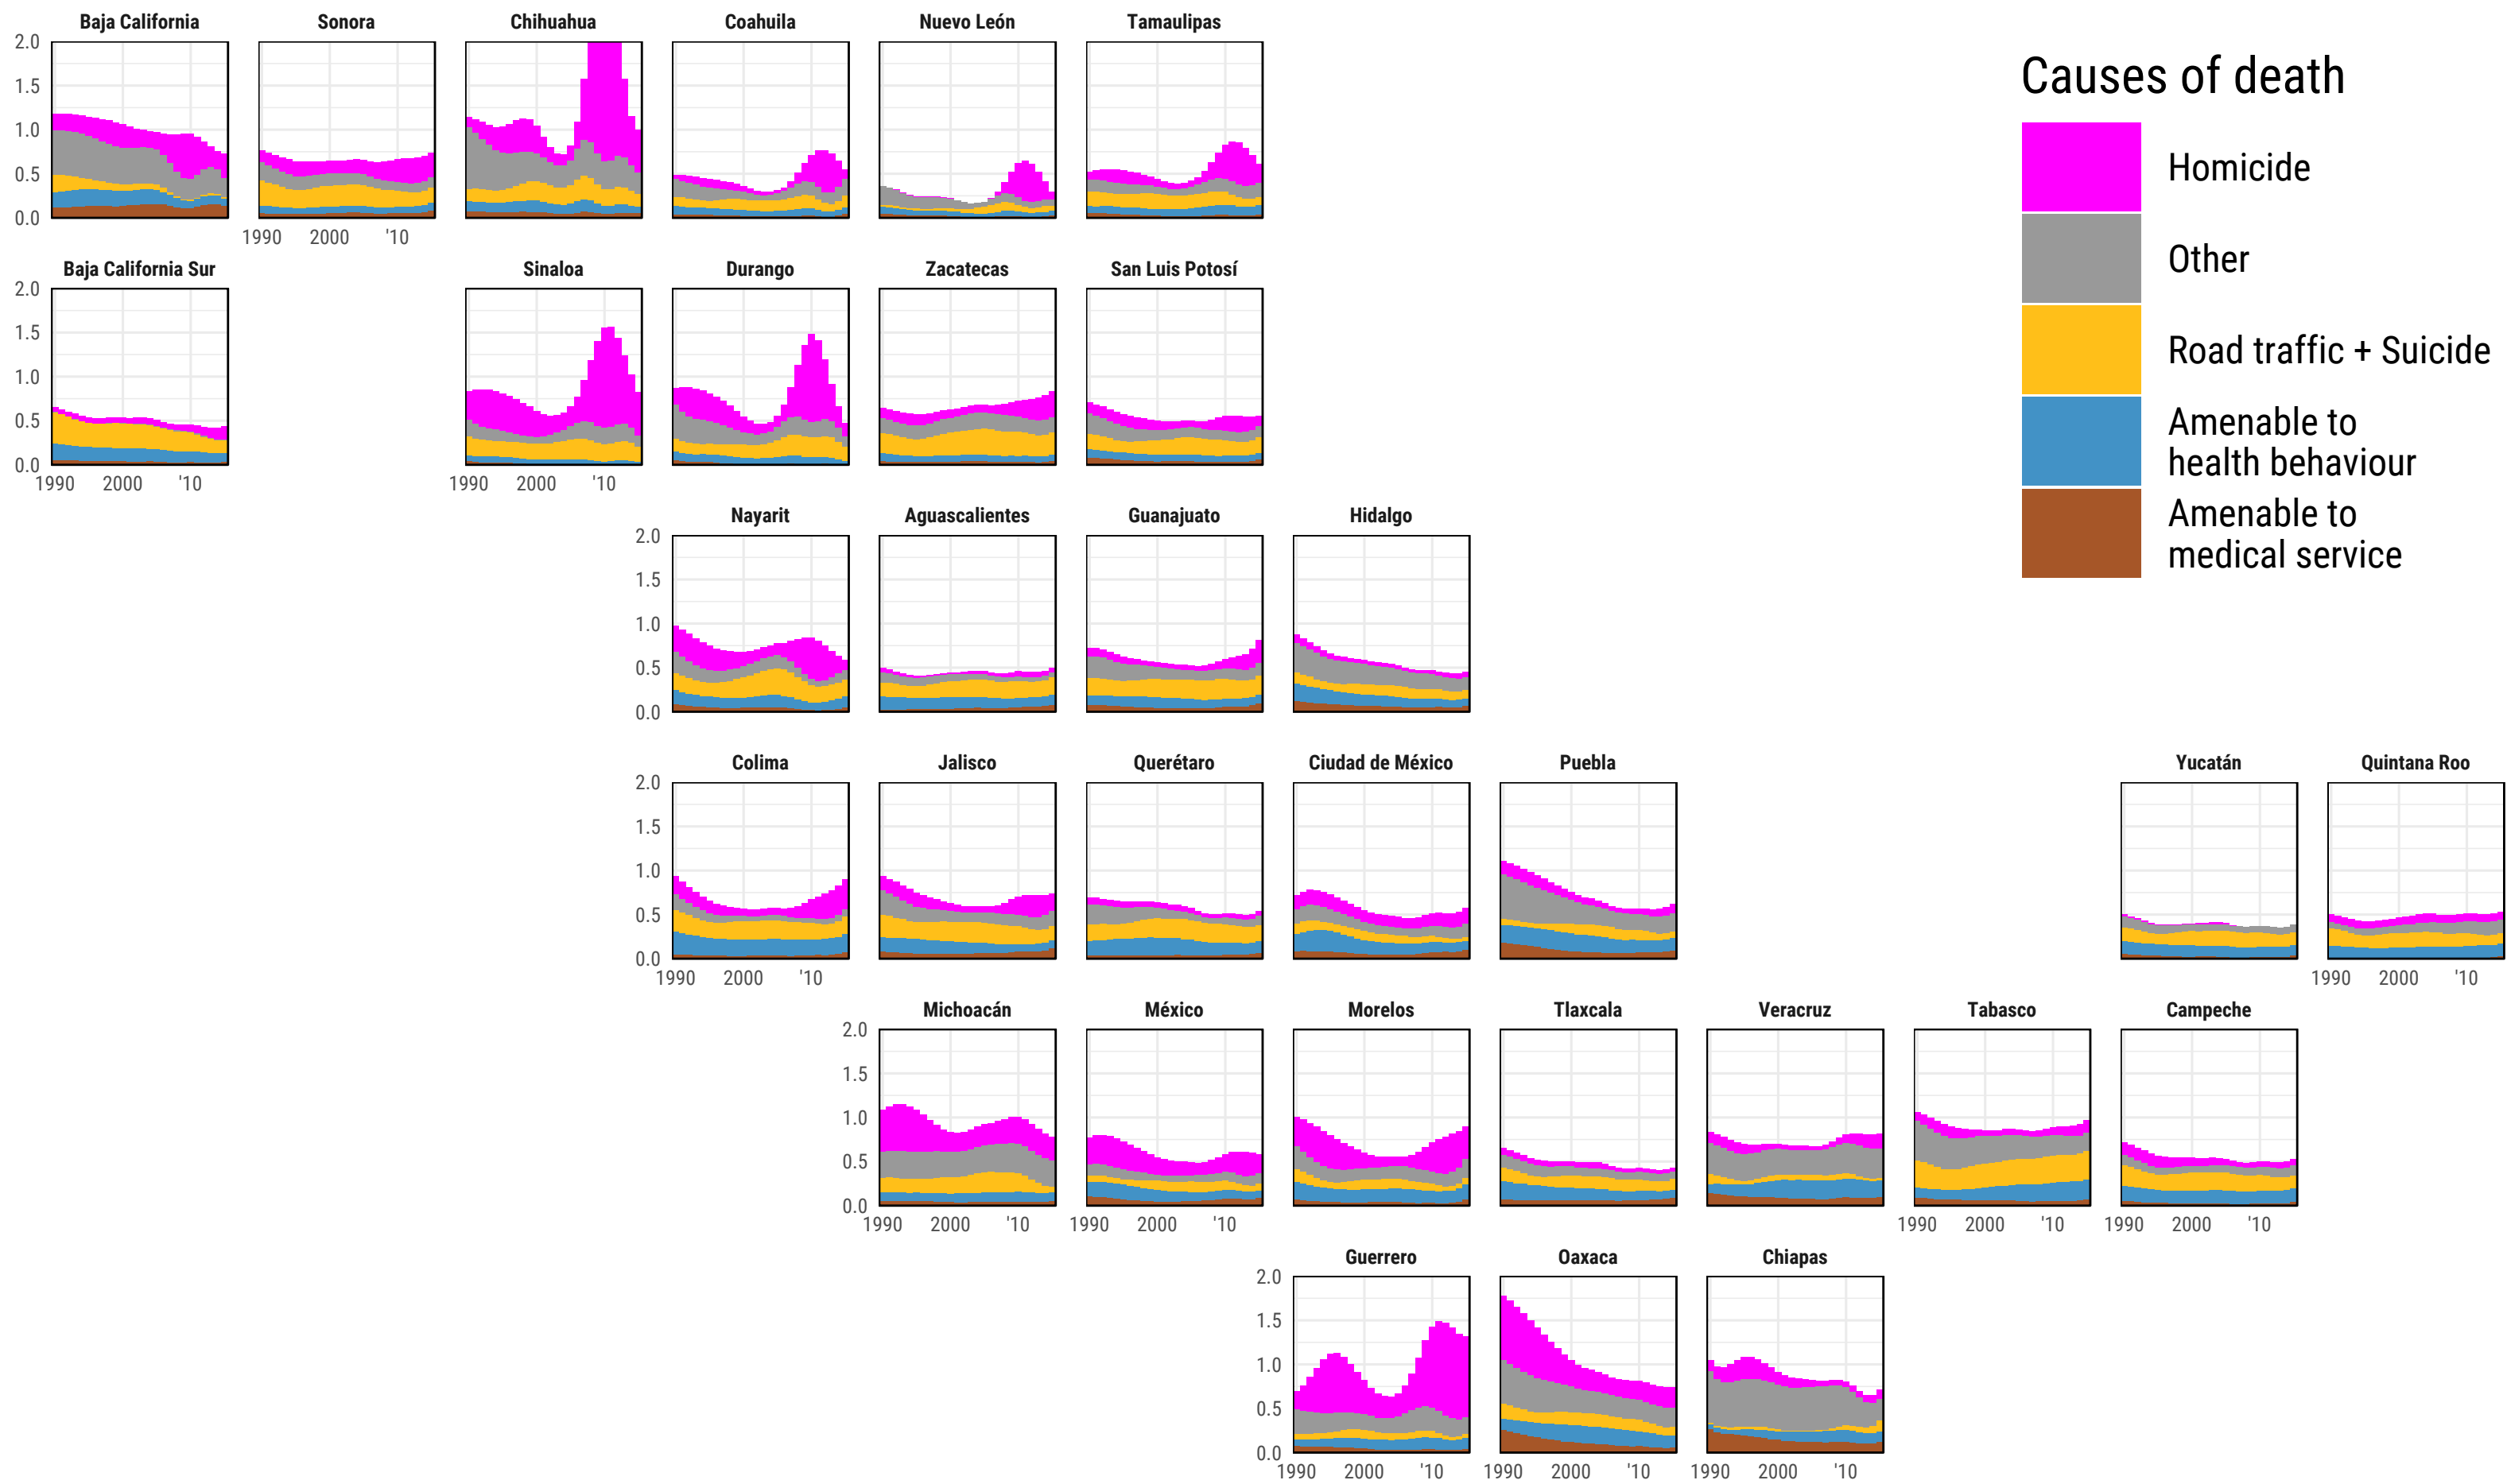 Baja California Sonora Chihuahua Coahuila Nuevo León Tamaulipas
2.0
1.5
1.0
0.5
0.0
1990 2000 '10
Causes of death
Homicide
Other
Road traffic + Suicide
Amenable to
health behaviour
Amenable to
medical service
Baja California Sur Sinaloa Durango Zacatecas San Luis Potosí
2.0
1.5
1.0
0.5
0.0
1990 2000 '10 1990 2000 '10
Nayarit Aguascalientes Guanajuato Hidalgo
2.0
1.5
1.0
0.5
0.0
Colima Jalisco Querétaro Ciudad de México Puebla Yucatán Quintana Roo
2.0
1.5
1.0
0.5
0.0
1990 2000 '10 1990 2000 '10
Michoacán México Morelos Tlaxcala Veracruz Tabasco Campeche
2.0
1.5
1.0
0.5
0.0
1990 2000 '10 1990 2000 '10 1990 2000 '10 1990 2000 '10
Guerrero Oaxaca Chiapas
2.0
1.5
1.0
0.5
0.0
1990 2000 '10 1990 2000 '10 1990 2000 '10